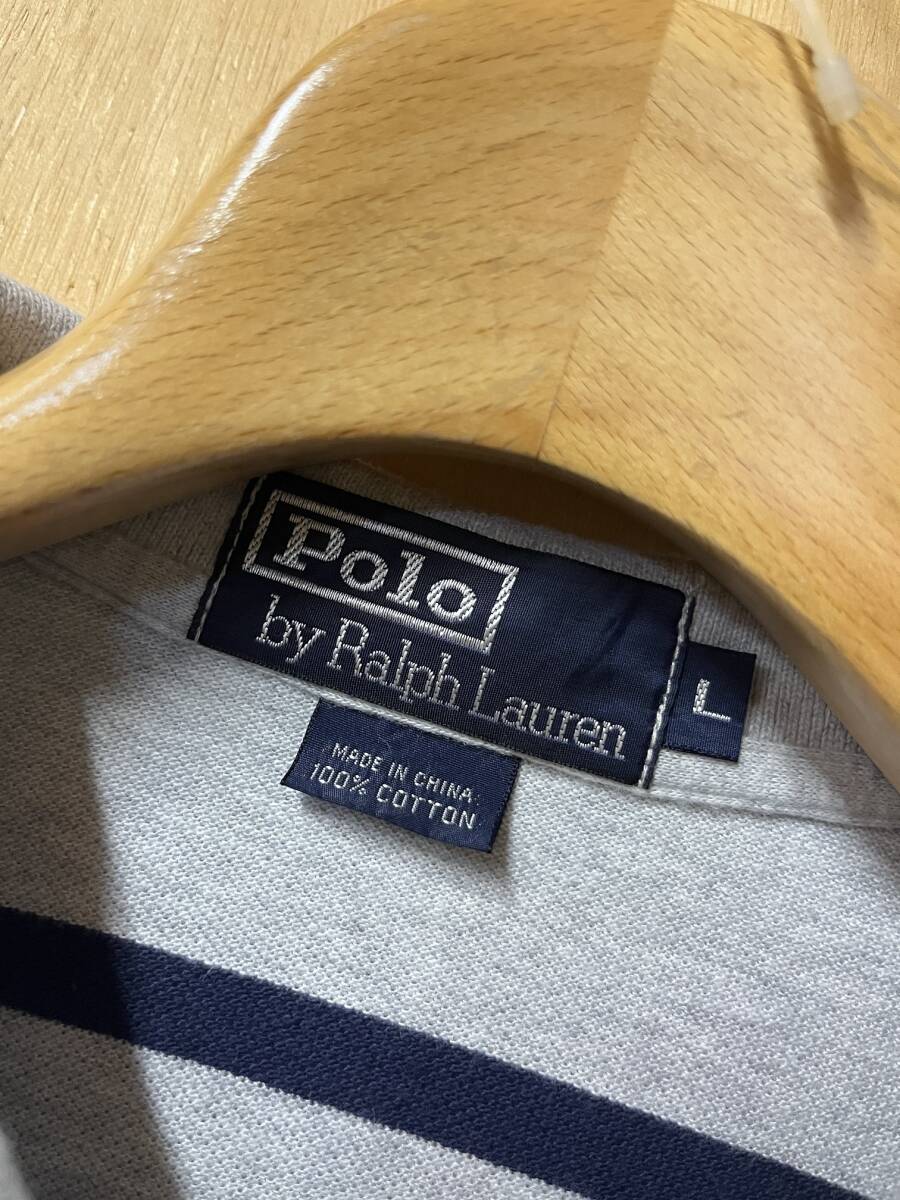 Polo
by Ralph Lauren
L
MADE IN CHINA
100% COTTON